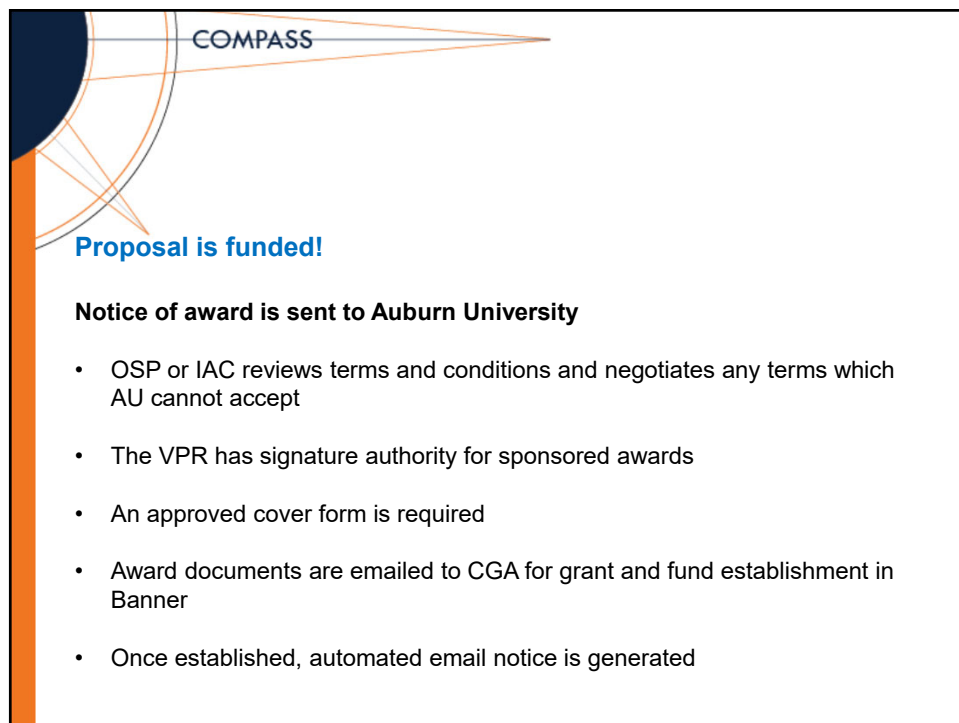 COMPASS
Proposal is funded!
Notice of award is sent to Auburn University
• OSP or IAC reviews terms and conditions and negotiates any terms which
AU cannot accept
• The VPR has signature authority for sponsored awards
• An approved cover form is required
• Award documents are emailed to CGA for grant and fund establishment in
Banner
• Once established, automated email notice is generated